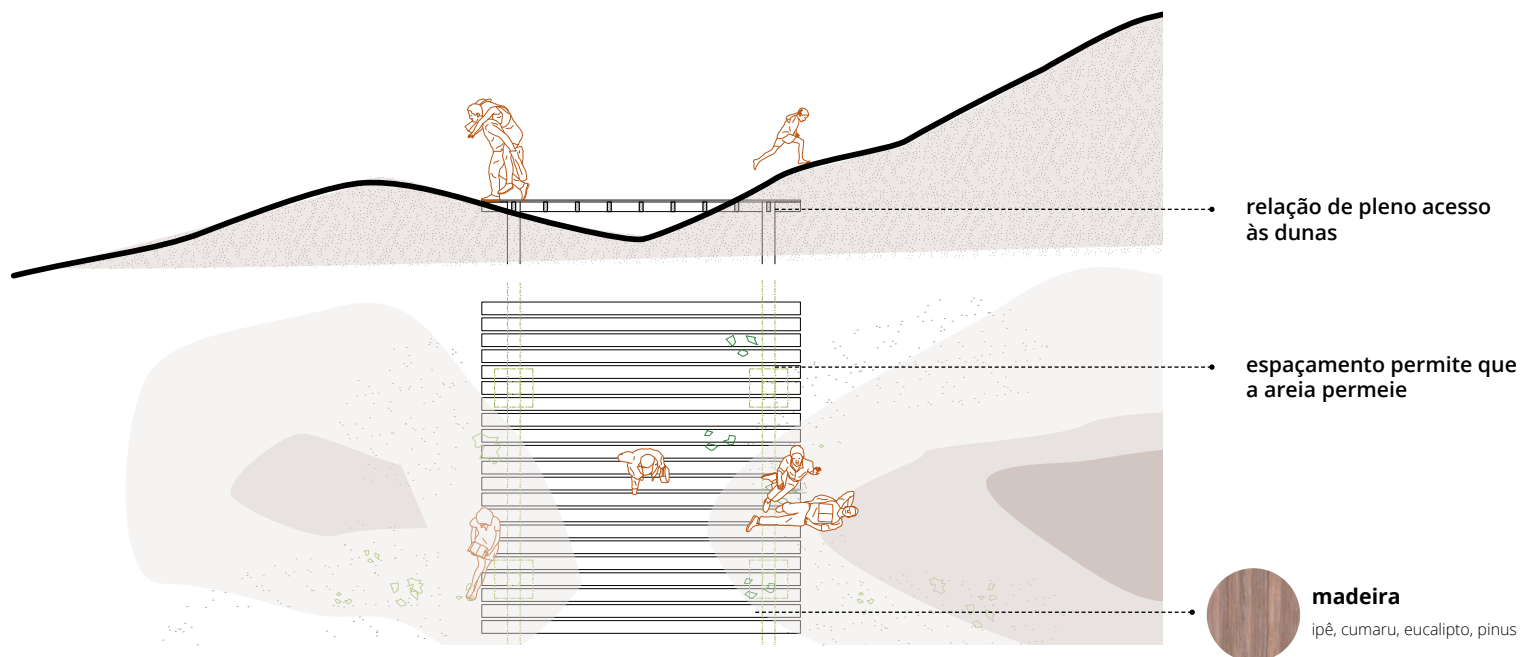 relação de pleno acesso
às dunas
espaçamento permite que
a areia permeie
madeira
ipê, cumaru, eucalipto, pinus